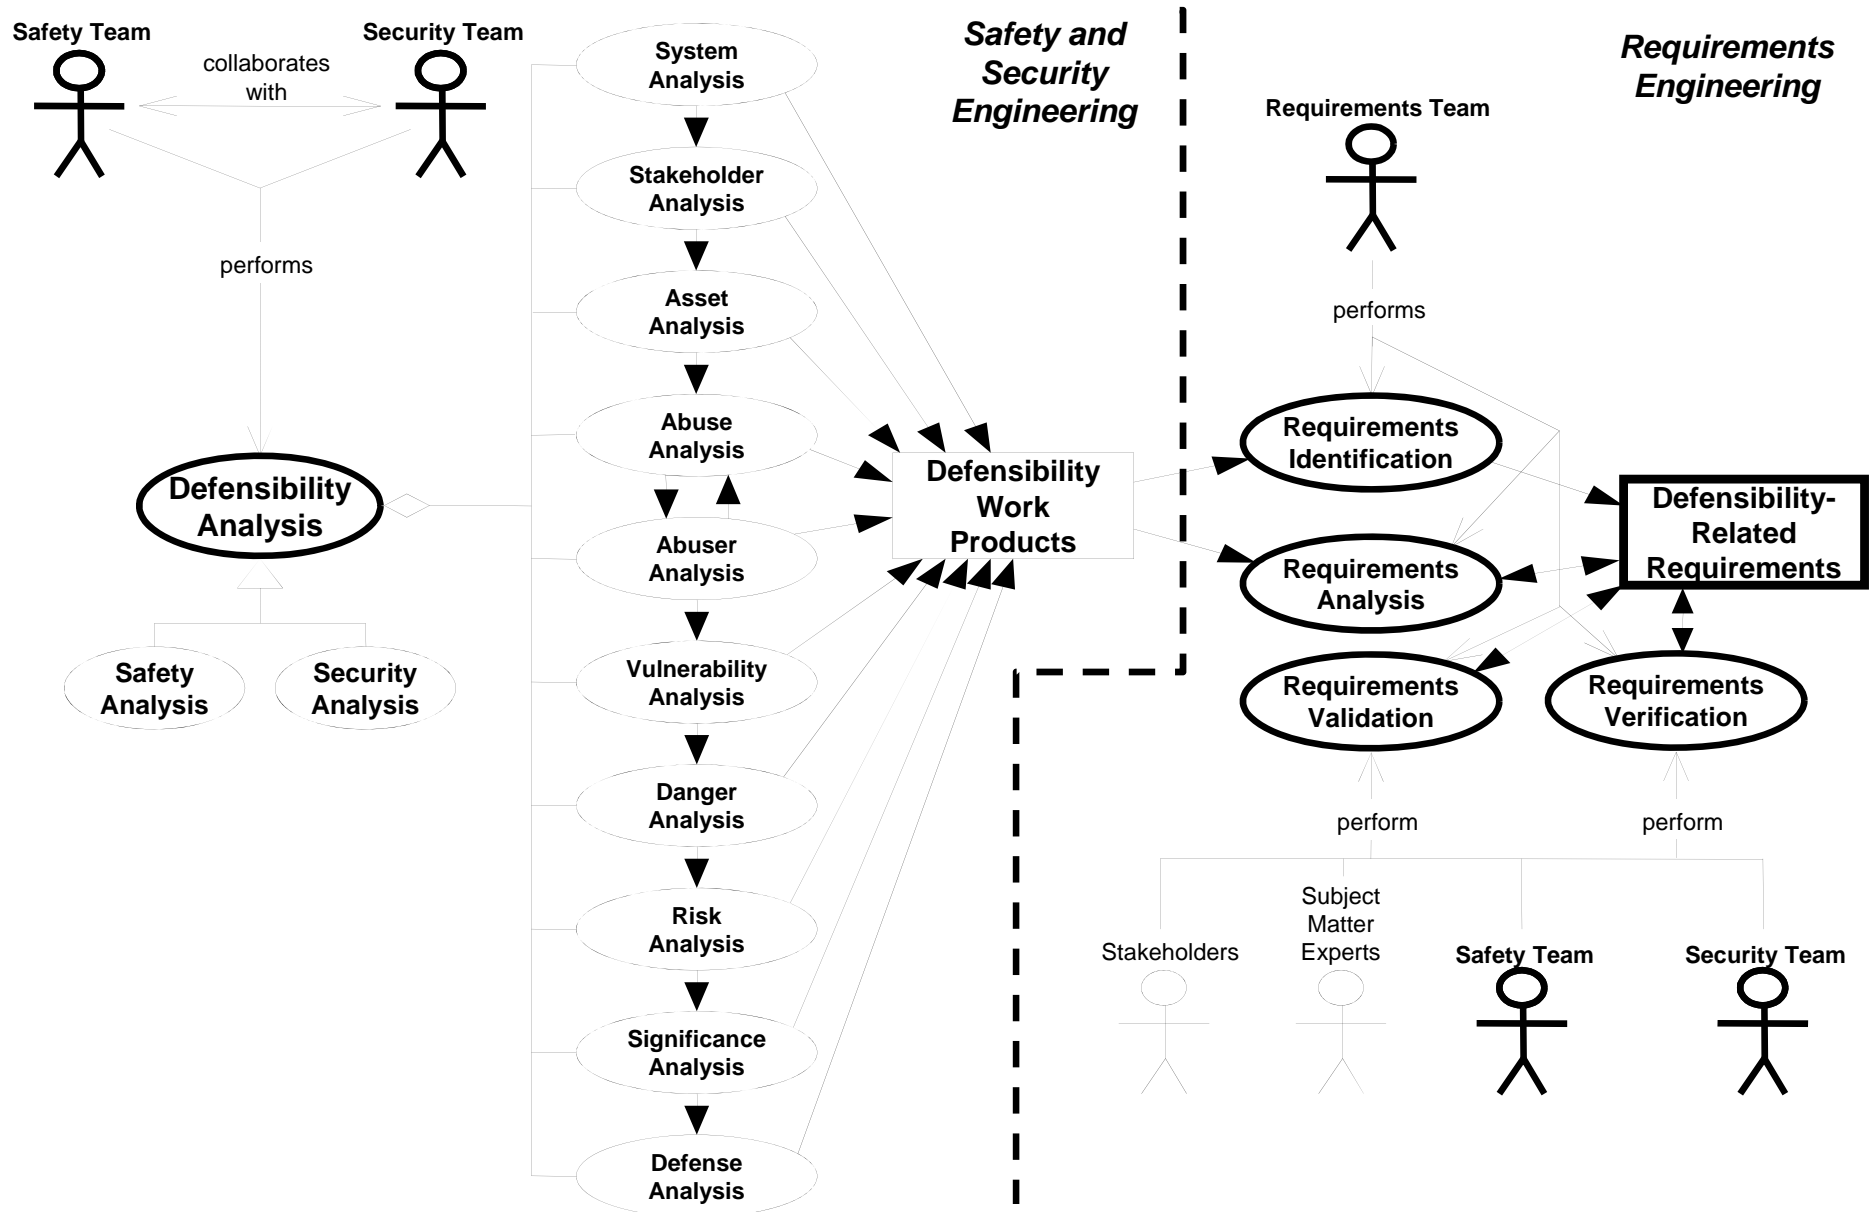 Safety Team
Security Team
collaborates
with
performs
Defensibility
Analysis
Safety
Analysis
Security
Analysis
System
Analysis
Stakeholder
Analysis
Asset
Analysis
Abuse
Analysis
Abuser
Analysis
Vulnerability
Analysis
Danger
Analysis
Risk
Analysis
Significance
Analysis
Defense
Analysis
Safety and
Security
Engineering
Defensibility
Work
Products
Requirements
Engineering
Requirements Team
performs
Requirements
Identification
Requirements
Analysis
Requirements
Validation
Requirements
Verification
Defensibility-
Related
Requirements
perform
perform
Stakeholders
Subject
Matter
Experts
Safety Team
Security Team